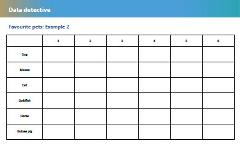 Data detective
Favourite pets: Example 2
1 2 3 4 5 6
Dog
Mouse
Cat
Goldfish
Horse
Guinea pig